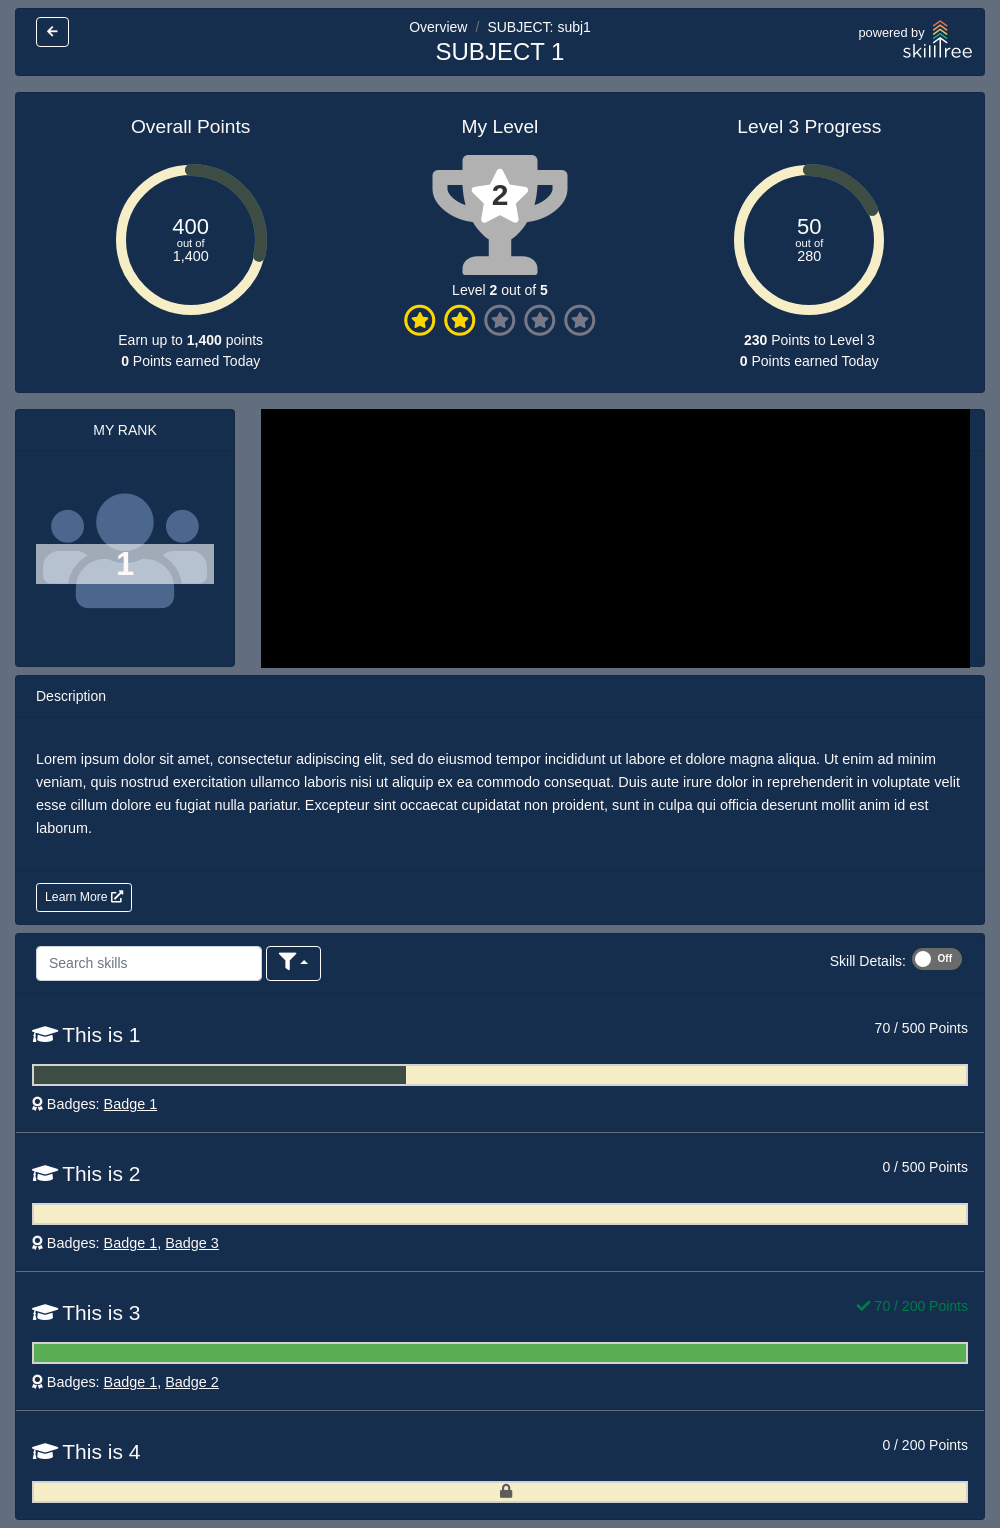 Overview / SUBJECT: subj1
SUBJECT 1
powered by
skilltree
Overall Points
400
out of
1,400
Earn up to 1,400 points
0 Points earned Today
My Level
2
Level 2 out of 5
Level 3 Progress
50
out of
280
230 Points to Level 3
0 Points earned Today
MY RANK
1
Description
Lorem ipsum dolor sit amet, consectetur adipiscing elit, sed do eiusmod tempor incididunt ut labore et dolore magna aliqua. Ut enim ad minim
veniam, quis nostrud exercitation ullamco laboris nisi ut aliquip ex ea commodo consequat. Duis aute irure dolor in reprehenderit in voluptate velit
esse cillum dolore eu fugiat nulla pariatur. Excepteur sint occaecat cupidatat non proident, sunt in culpa qui officia deserunt mollit anim id est
laborum.
Learn More
Search skills
Skill Details: Off
This is 1
70 / 500 Points
Badges: Badge 1
This is 2
0 / 500 Points
Badges: Badge 1, Badge 3
This is 3
70 / 200 Points
Badges: Badge 1, Badge 2
This is 4
0 / 200 Points